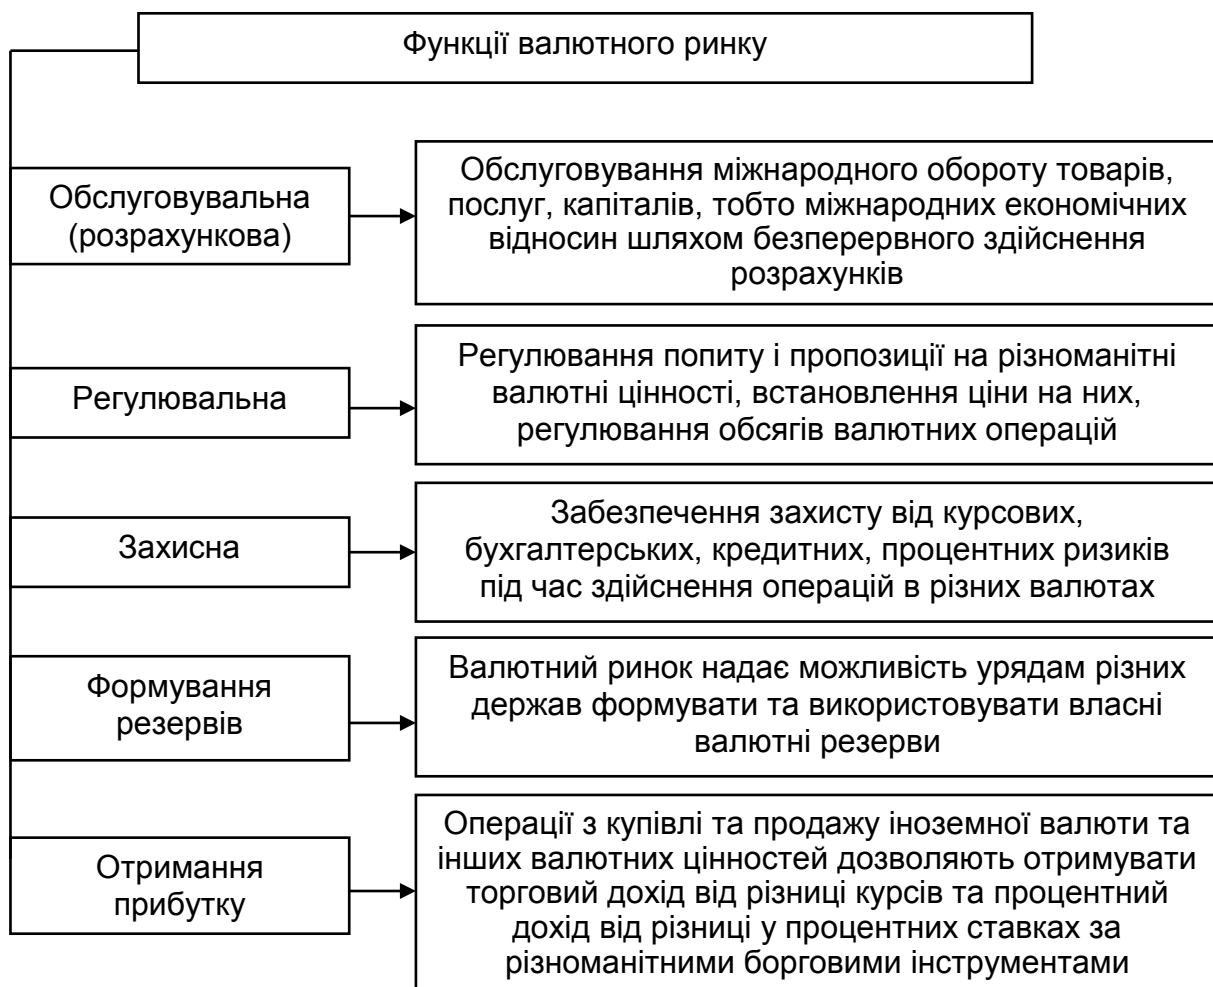 Функції валютного ринку
Обслуговувальна
(розрахункова)
Обслуговування міжнародного обороту товарів,
послуг, капіталів, тобто міжнародних економічних
відносин шляхом безперервного здійснення
розрахунків
Регулювальна
Регулювання попиту і пропозиції на різноманітні
валютні цінності, встановлення ціни на них,
регулювання обсягів валютних операцій
Захисна
Забезпечення захисту від курсових,
бухгалтерських, кредитних, процентних ризиків
під час здійснення операцій в різних валютах
Формування
резервів
Валютний ринок надає можливість урядам різних
держав формувати та використовувати власні
валютні резерви
Отримання
прибутку
Операції з купівлі та продажу іноземної валюти та
інших валютних цінностей дозволяють отримувати
торговий дохід від різниці курсів та процентний
дохід від різниці у процентних ставках за
різноманітними борговими інструментами